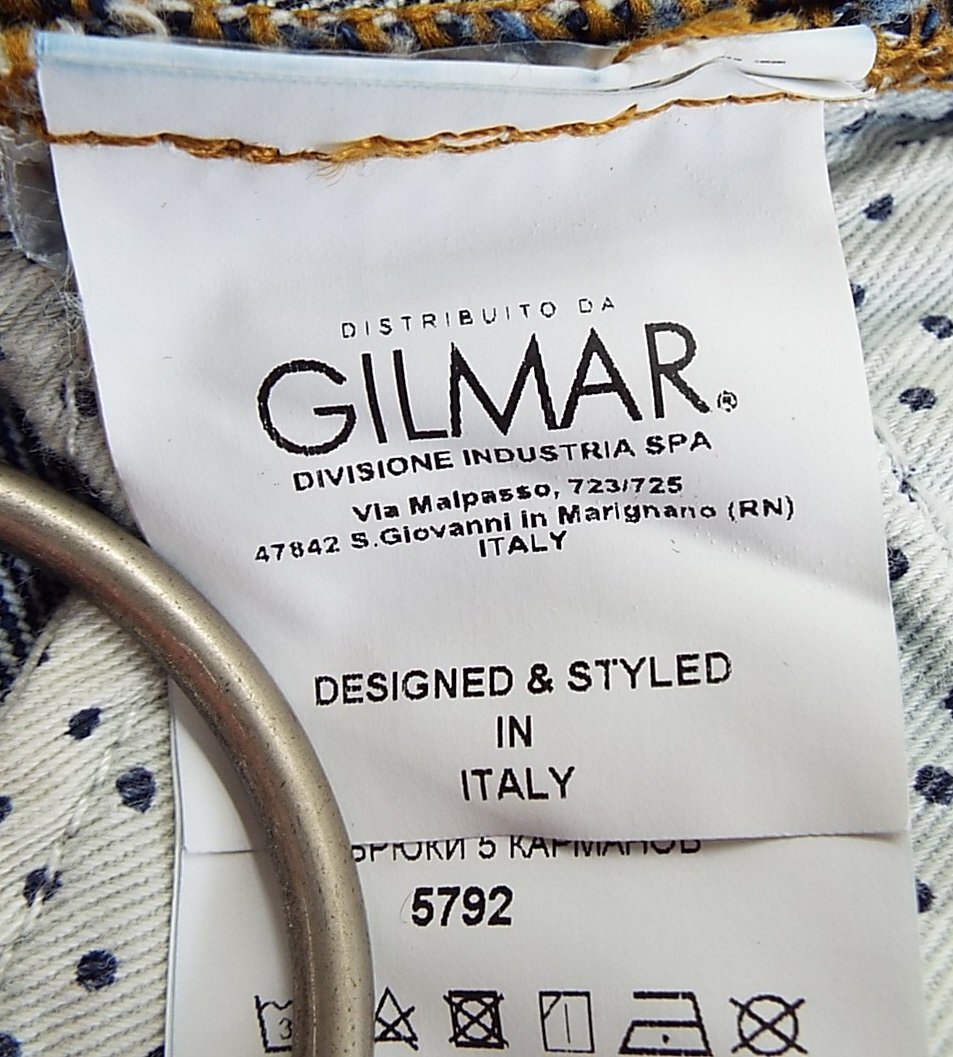 DISTRIBUITO DA
GILMAR®
DIVISIONE INDUSTRIA SPA
Via Malpasso, 723/725
47842 S.Giovanni in Marignano (RN)
ITALY
DESIGNED & STYLED
IN
ITALY
БРЮКИ 5 КАРМАНОВ
5792
3